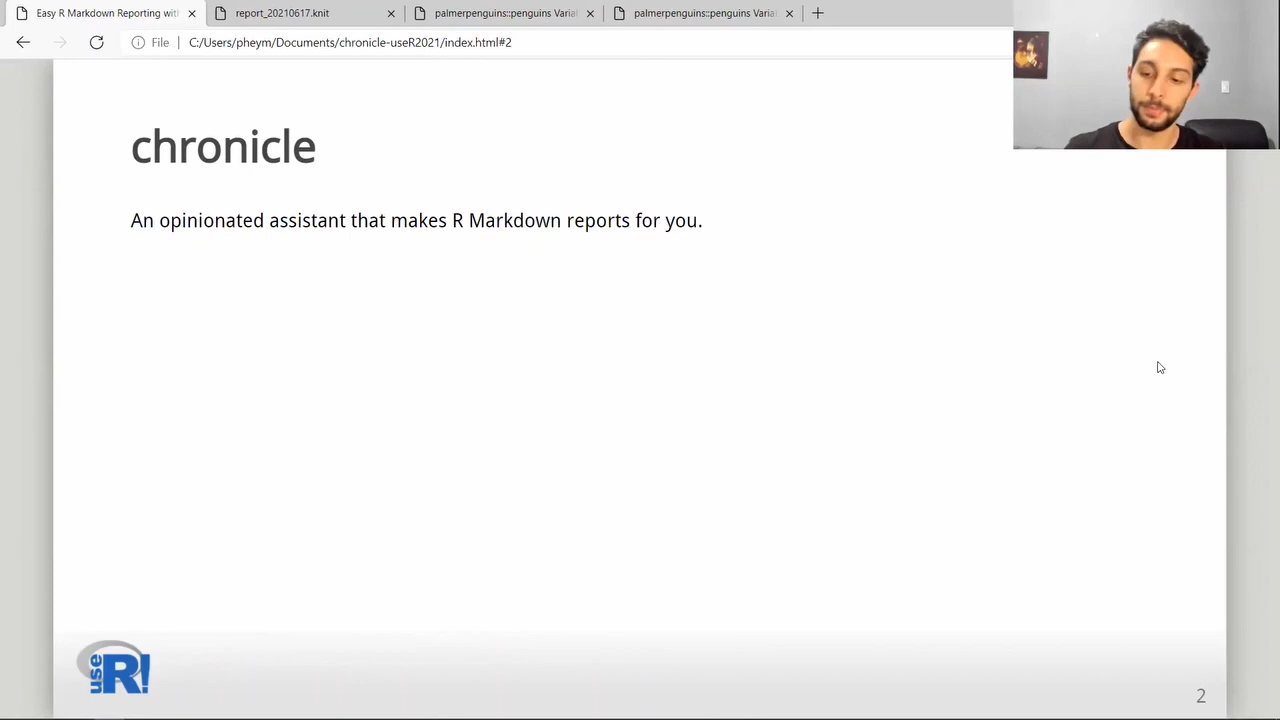 Easy R Markdown Reporting with
report_20210617.knit
palmerpenguins::penguins Varia
palmerpenguins::penguins Varia
File
C:/Users/pheym/Documents/chronicle-useR2021/index.html#2
chronicle
An opinionated assistant that makes R Markdown reports for you.
use R!
2